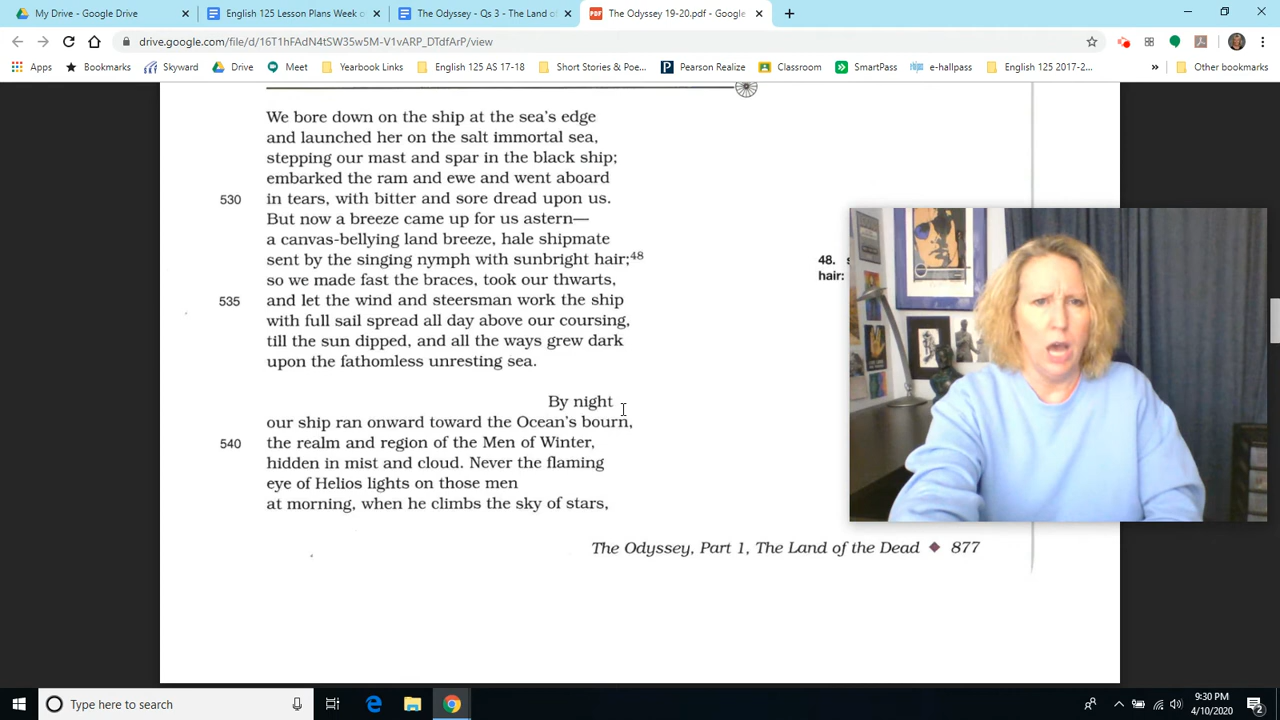 My Drive - Google Drive
English 125 Lesson Plans Week o
The Odyssey - Qs 3 - The Land of
The Odyssey 19-20.pdf - Google
drive.google.com/file/d/16T1hFAdN4tSW35w5M-V1vARP_DTdfArP/view
Apps Bookmarks Skyward Drive Meet Yearbook Links English 125 AS 17-18 Short Stories & Poe... Pearson Realize Classroom SmartPass e-hallpass English 125 2017-2... Other bookmarks
We bore down on the ship at the sea's edge
and launched her on the salt immortal sea,
stepping our mast and spar in the black ship;
embarked the ram and ewe and went aboard
530 in tears, with bitter and sore dread upon us.
But now a breeze came up for us astern—
a canvas-bellying land breeze, hale shipmate
sent by the singing nymph with sunbright hair;48
so we made fast the braces, took our thwarts,
535 and let the wind and steersman work the ship
with full sail spread all day above our coursing,
till the sun dipped, and all the ways grew dark
upon the fathomless unresting sea.
By night
our ship ran onward toward the Ocean's bourn,
540 the realm and region of the Men of Winter,
hidden in mist and cloud. Never the flaming
eye of Helios lights on those men
at morning, when he climbs the sky of stars,
48.
hair:
The Odyssey, Part 1, The Land of the Dead ◆ 877
Type here to search
9:30 PM
4/10/2020
2